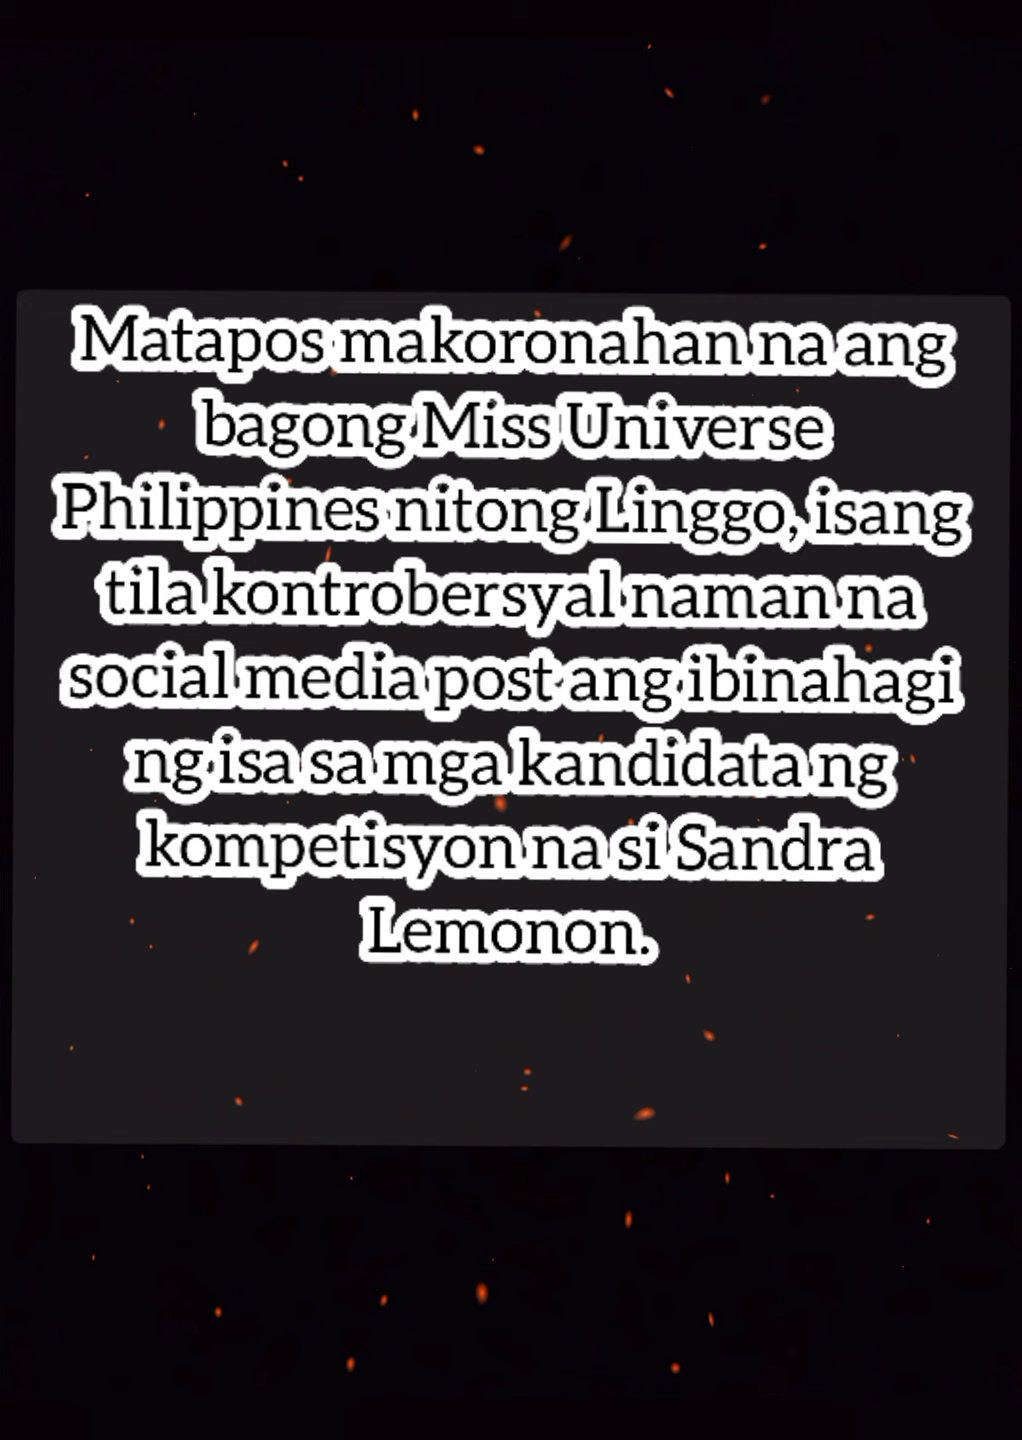 Matapos makoronahan na ang
bagong Miss Universe
Philippines nitong Linggo, isang
tila kontrobersyal naman na
social media post ang ibinahagi
ng isa sa mga kandidata ng
kompetisyon na si Sandra
Lemonon.